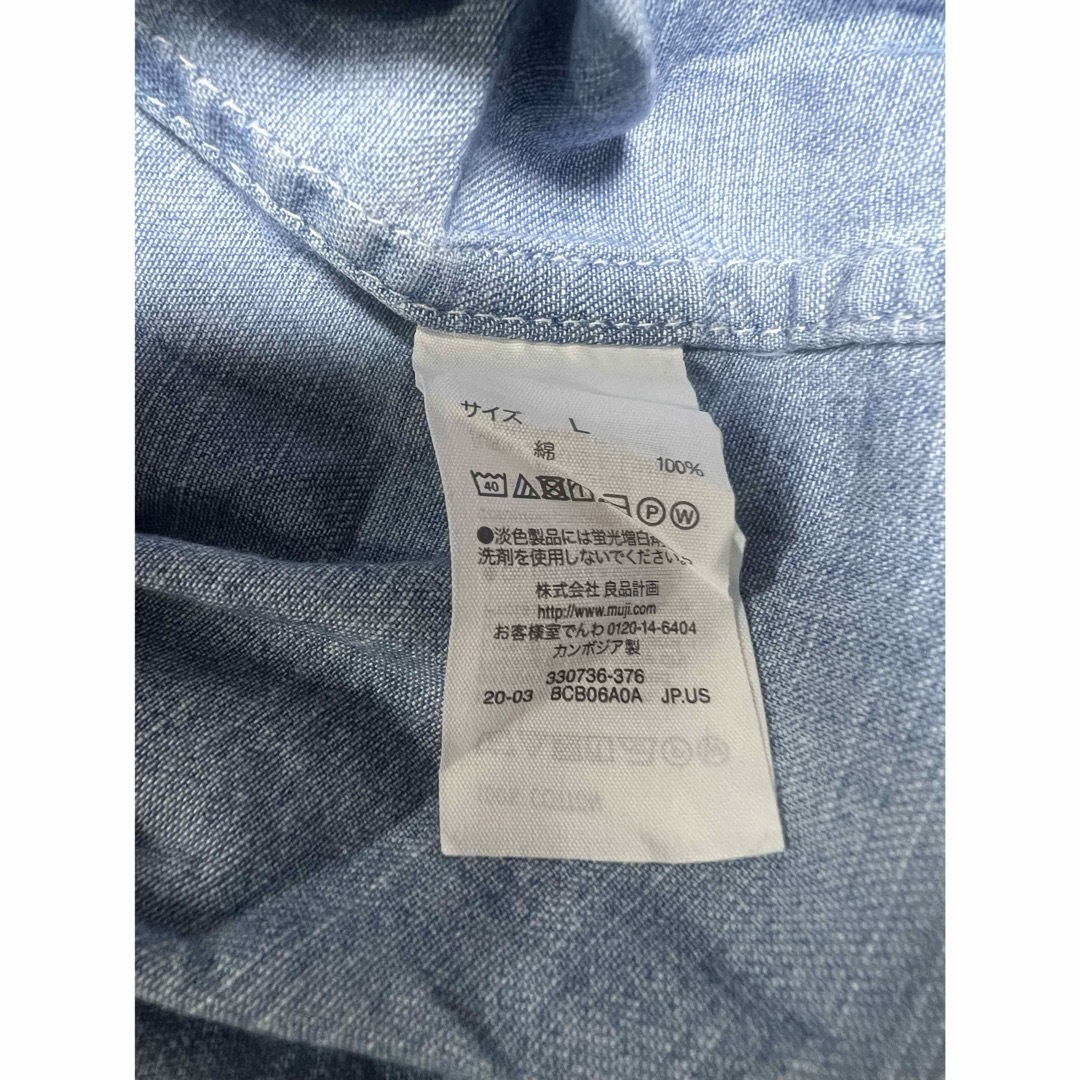 サイズ L
綿 100%
40 P W
●淡色製品には蛍光増白剤
洗剤を使用しないでください。
株式会社 良品計画
http://www.muji.com
お客様室でんわ 0120-14-6404
カンボジア製
330736-376
20-03 BCB06A0A JP.US